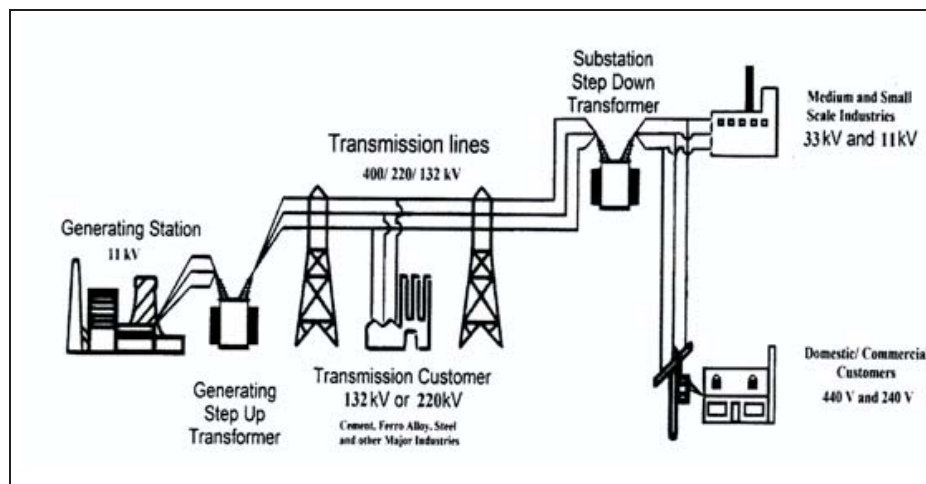 Substation
Step Down
Transformer
Medium and Small
Scale Industries
33kV and 11kV
Transmission lines
400/ 220/ 132 kV
Generating Station
11 kV
Generating
Step Up
Transformer
Transmission Customer
132kV or 220kV
Cement, Ferro Alloy, Steel
and other Major Industries
Domestic/ Commercia
Customers
440 V and 240 V